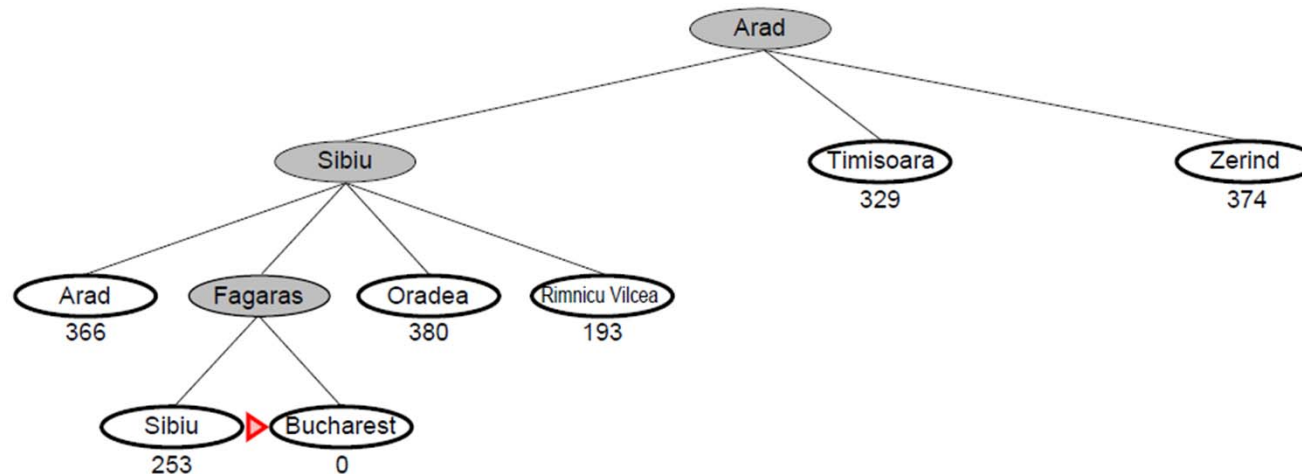 Arad
Sibiu
Timisoara
Zerind
329
374
Arad
Fagaras
Oradea
Rimnicu Vilcea
366
380
193
Sibiu
Bucharest
253
0